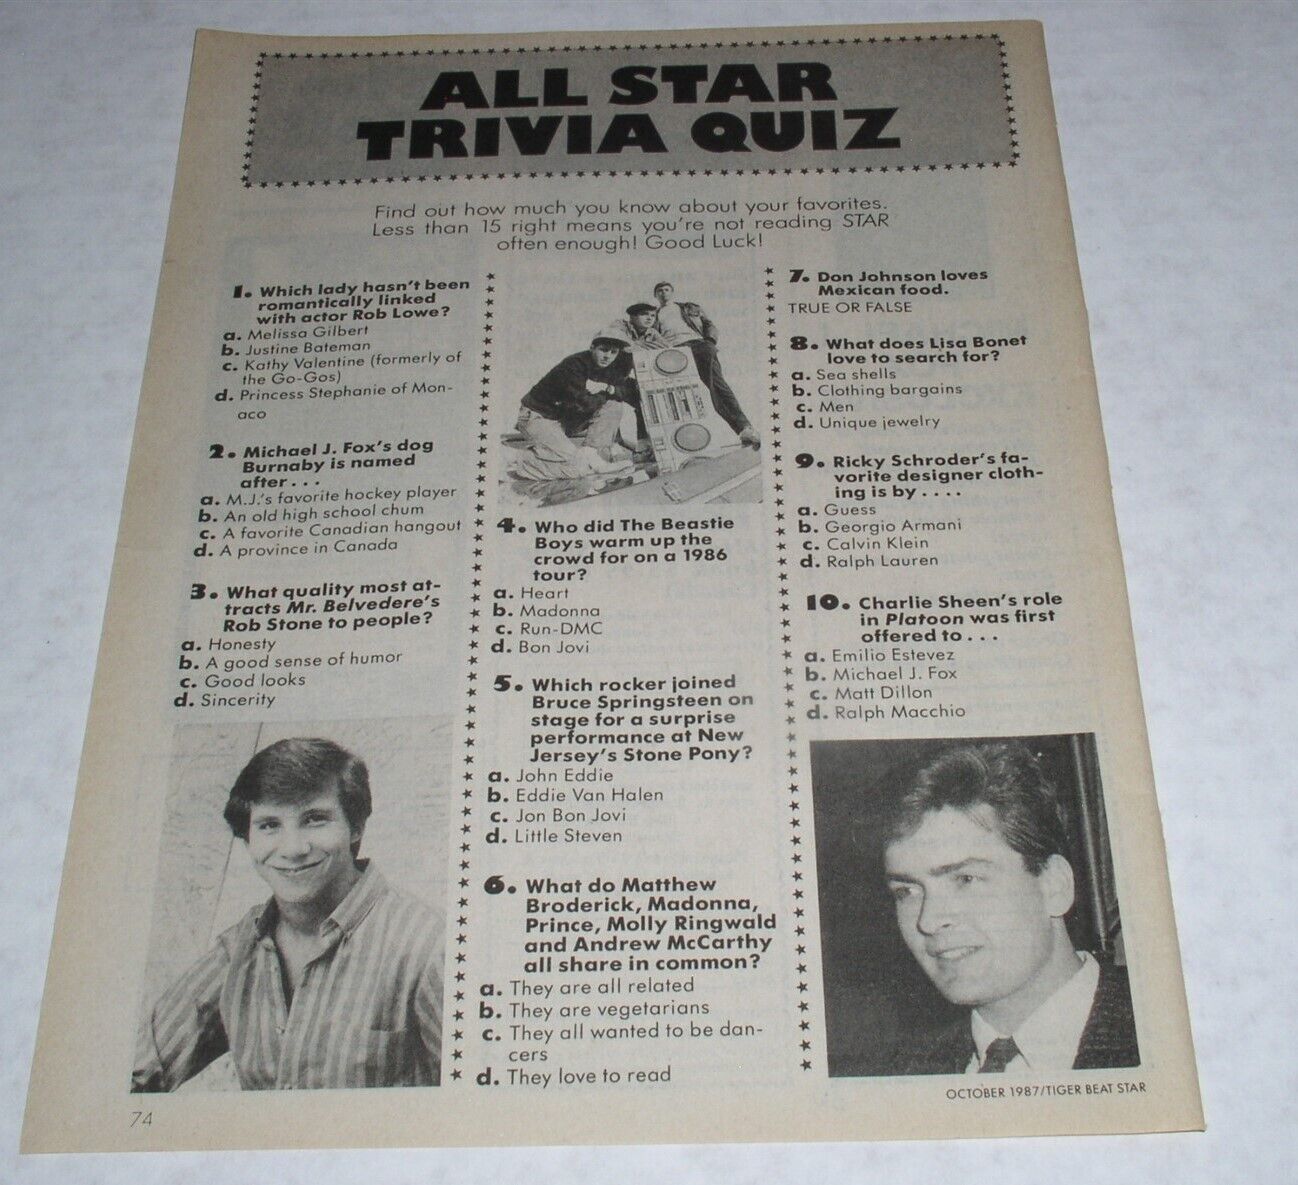 ALL STAR
TRIVIA QUIZ
Find out how much you know about your favorites.
Less than 15 right means you're not reading STAR
often enough! Good Luck!
1. Which lady hasn't been
romantically linked
with actor Rob Lowe?
a. Melissa Gilbert
b. Justine Bateman
c. Kathy Valentine (formerly of
the Go-Gos)
d. Princess Stephanie of Mon-
aco
2. Michael J. Fox's dog
Burnaby is named
after . . .
a. M.J.'s favorite hockey player
b. An old high school chum
c. A favorite Canadian hangout
d. A province in Canada
3. What quality most at-
tracts Mr. Belvedere's
Rob Stone to people?
a. Honesty
b. A good sense of humor
c. Good looks
d. Sincerity
4. Who did The Beastie
Boys warm up the
crowd for on a 1986
tour?
a. Heart
b. Madonna
c. Run-DMC
d. Bon Jovi
5. Which rocker joined
Bruce Springsteen on
stage for a surprise
performance at New
Jersey's Stone Pony?
a. John Eddie
b. Eddie Van Halen
c. Jon Bon Jovi
d. Little Steven
6. What do Matthew
Broderick, Madonna,
Prince, Molly Ringwald
and Andrew McCarthy
all share in common?
a. They are all related
b. They are vegetarians
c. They all wanted to be dan-
cers
d. They love to read
7. Don Johnson loves
Mexican food.
TRUE OR FALSE
8. What does Lisa Bonet
love to search for?
a. Sea shells
b. Clothing bargains
c. Men
d. Unique jewelry
9. Ricky Schroder's fa-
vorite designer cloth-
ing is by . . . .
a. Guess
b. Georgio Armani
c. Calvin Klein
d. Ralph Lauren
10. Charlie Sheen's role
in Platoon was first
offered to . . .
a. Emilio Estevez
b. Michael J. Fox
c. Matt Dillon
d. Ralph Macchio
OCTOBER 1987/TIGER BEAT STAR
74